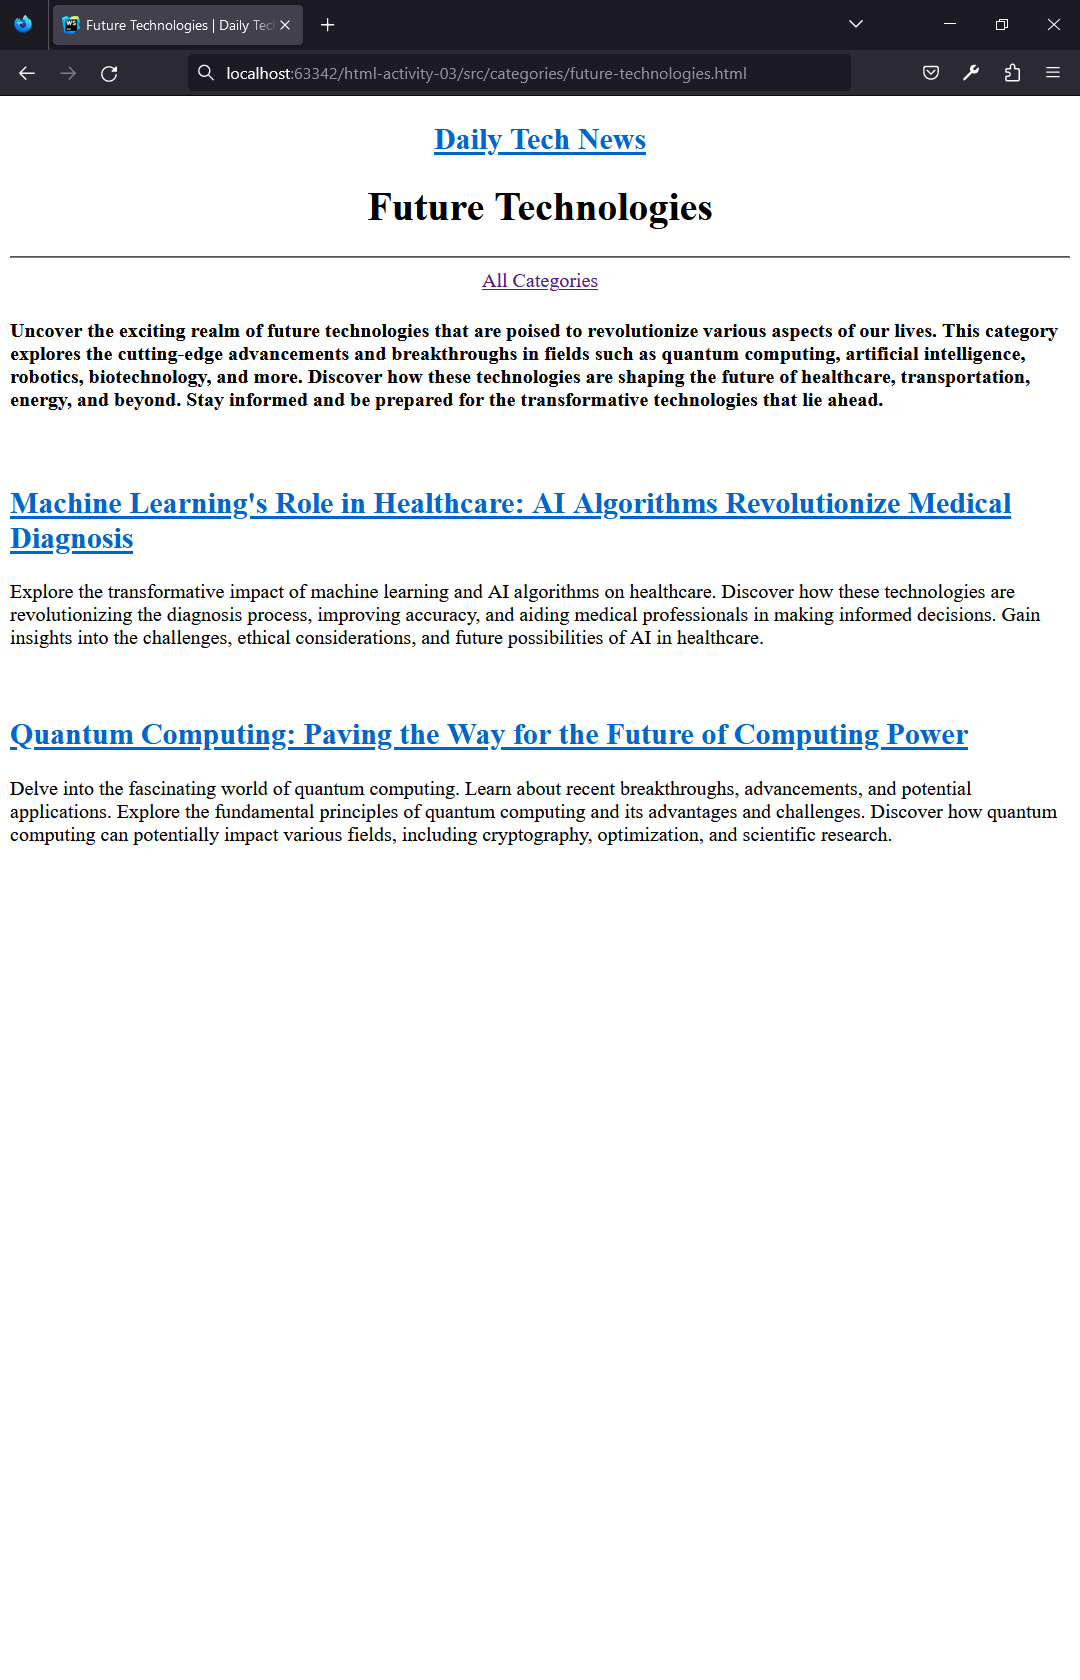 Future Technologies | Daily Tec
localhost:63342/html-activity-03/src/categories/future-technologies.html
Daily Tech News
Future Technologies
All Categories
Uncover the exciting realm of future technologies that are poised to revolutionize various aspects of our lives. This category
explores the cutting-edge advancements and breakthroughs in fields such as quantum computing, artificial intelligence,
robotics, biotechnology, and more. Discover how these technologies are shaping the future of healthcare, transportation,
energy, and beyond. Stay informed and be prepared for the transformative technologies that lie ahead.
Machine Learning's Role in Healthcare: AI Algorithms Revolutionize Medical
Diagnosis
Explore the transformative impact of machine learning and AI algorithms on healthcare. Discover how these technologies are
revolutionizing the diagnosis process, improving accuracy, and aiding medical professionals in making informed decisions. Gain
insights into the challenges, ethical considerations, and future possibilities of AI in healthcare.
Quantum Computing: Paving the Way for the Future of Computing Power
Delve into the fascinating world of quantum computing. Learn about recent breakthroughs, advancements, and potential
applications. Explore the fundamental principles of quantum computing and its advantages and challenges. Discover how quantum
computing can potentially impact various fields, including cryptography, optimization, and scientific research.